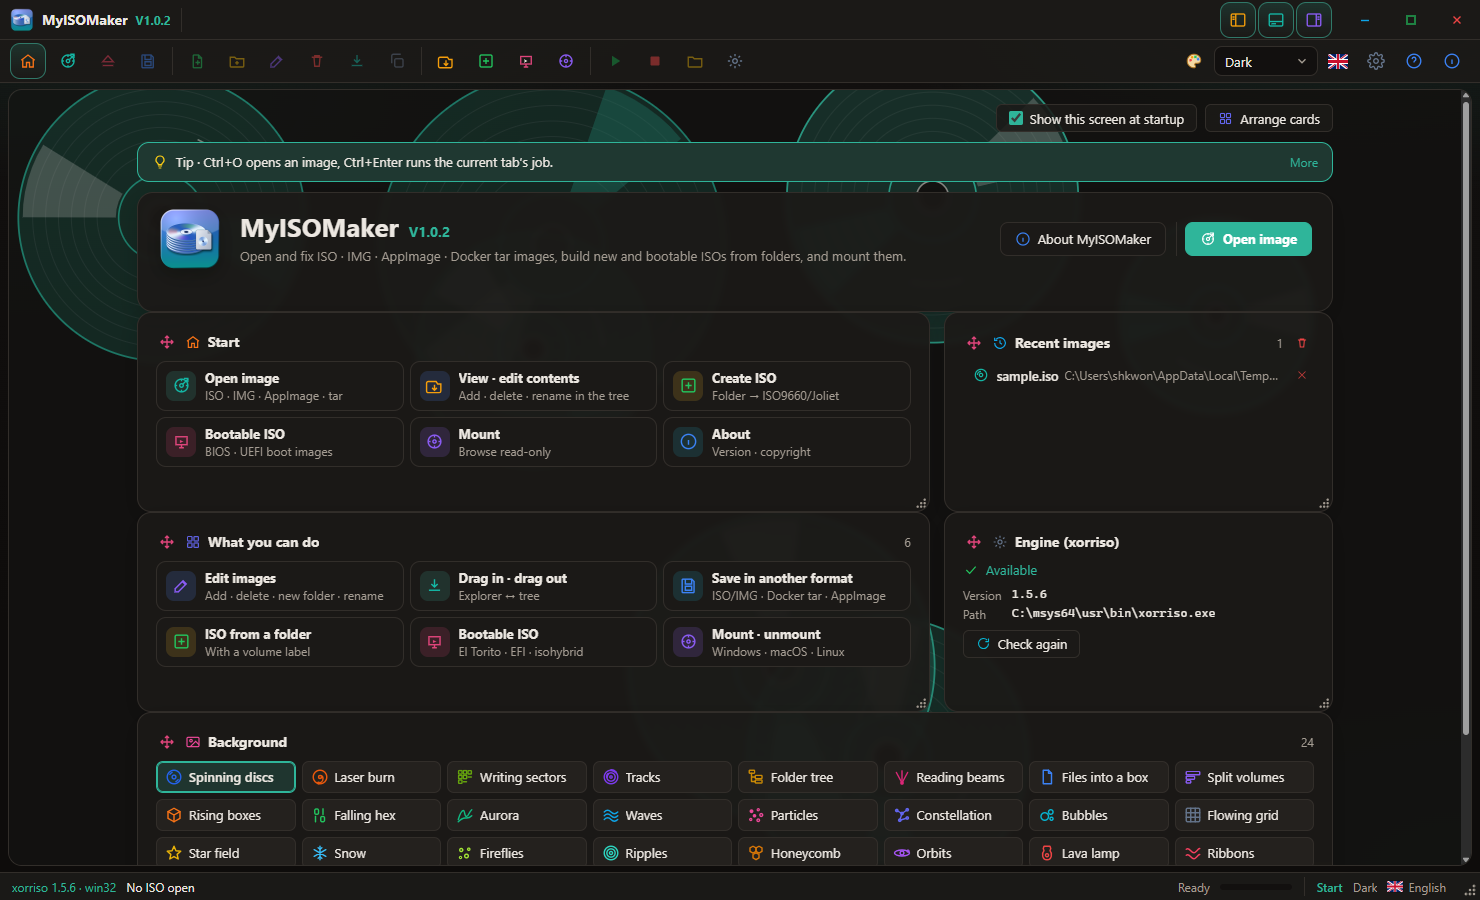 MyISOMaker V1.0.2
Dark
Show this screen at startup
Arrange cards
Tip · Ctrl+O opens an image, Ctrl+Enter runs the current tab's job.
More
MyISOMaker V1.0.2
Open and fix ISO · IMG · AppImage · Docker tar images, build new and bootable ISOs from folders, and mount them.
About MyISOMaker
Open image
Start
Open image
ISO · IMG · AppImage · tar
View · edit contents
Add · delete · rename in the tree
Create ISO
Folder → ISO9660/Joliet
Bootable ISO
BIOS · UEFI boot images
Mount
Browse read-only
About
Version · copyright
Recent images
1
sample.iso C:\Users\shkwon\AppData\Local\Temp...
What you can do
6
Edit images
Add · delete · new folder · rename
Drag in · drag out
Explorer ↔ tree
Save in another format
ISO/IMG · Docker tar · AppImage
ISO from a folder
With a volume label
Bootable ISO
El Torito · EFI · isohybrid
Mount · unmount
Windows · macOS · Linux
Engine (xorriso)
Available
Version 1.5.6
Path C:\msys64\usr\bin\xorriso.exe
Check again
Background
24
Spinning discs
Laser burn
Writing sectors
Tracks
Folder tree
Reading beams
Files into a box
Split volumes
Rising boxes
Falling hex
Aurora
Waves
Particles
Constellation
Bubbles
Flowing grid
Star field
Snow
Fireflies
Ripples
Honeycomb
Orbits
Lava lamp
Ribbons
xorriso 1.5.6 · win32 No ISO open
Ready
Start
Dark
English